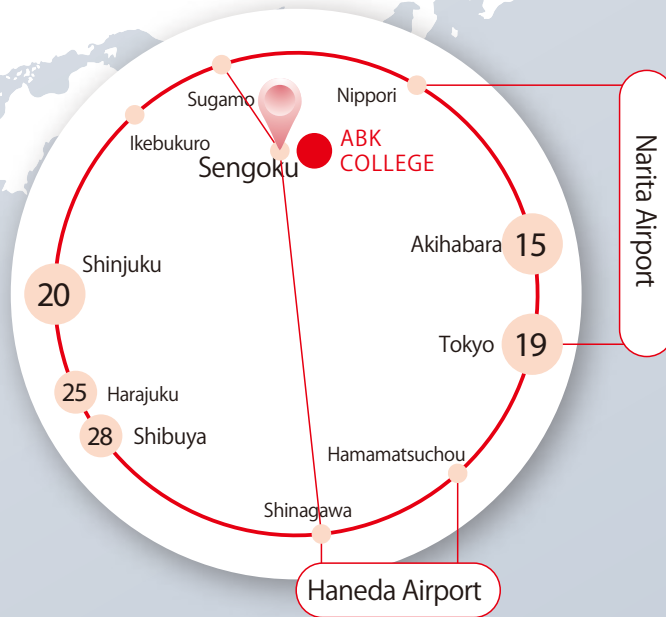 Sugamo
Nippori
Ikebukuro
Sengoku
ABK
COLLEGE
Narita Airport
Akihabara
15
Shinjuku
20
Tokyo
19
25
Harajuku
28
Shibuya
Hamamatsuchou
Shinagawa
Haneda Airport